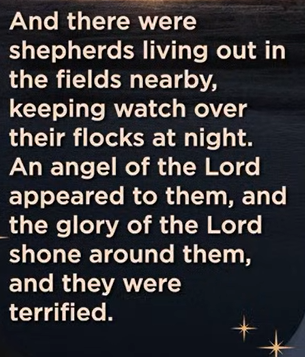 And there were
shepherds living out in
the fields nearby,
keeping watch over
their flocks at night.
An angel of the Lord
appeared to them, and
the glory of the Lord
shone around them,
and they were
terrified.